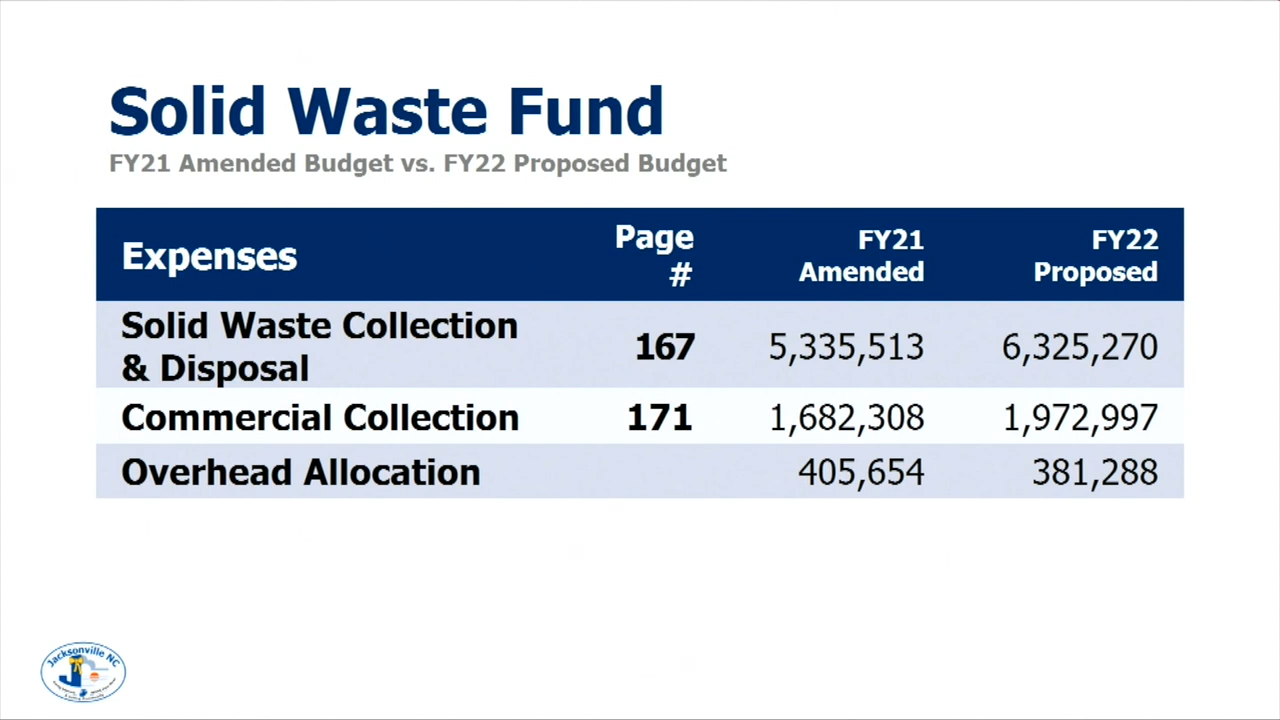 Solid Waste Fund
FY21 Amended Budget vs. FY22 Proposed Budget
Expenses Page # FY21 Amended FY22 Proposed
Solid Waste Collection & Disposal 167 5,335,513 6,325,270
Commercial Collection 171 1,682,308 1,972,997
Overhead Allocation 405,654 381,288
Jacksonville NC